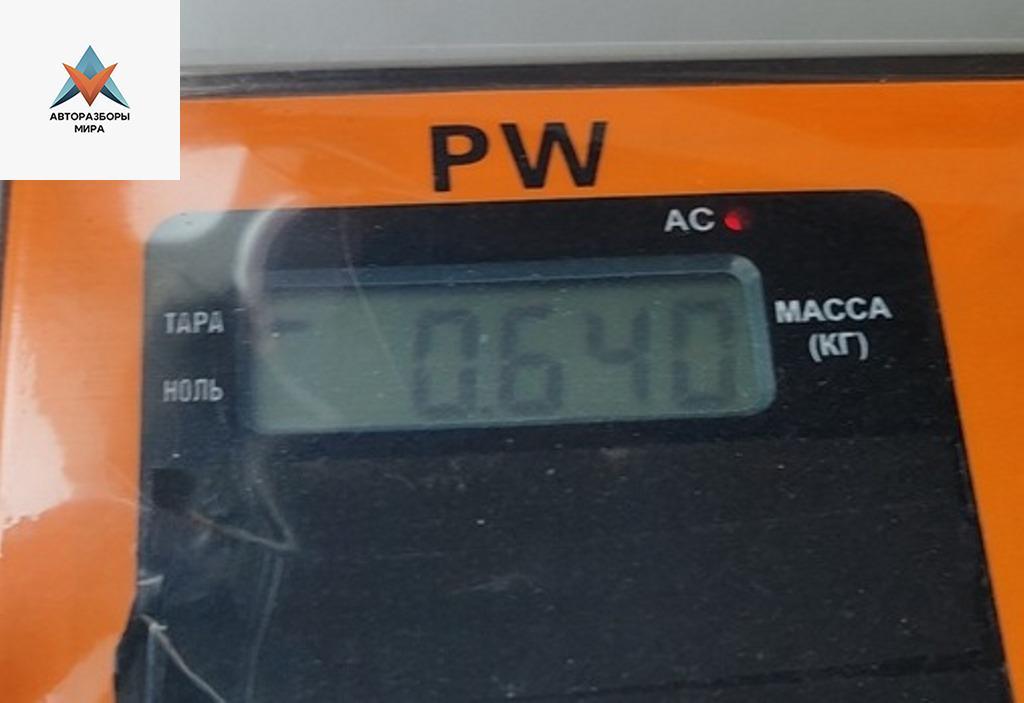 АВТОРАЗБОРЫ
МИРА
PW
AC
ТАРА
НОЛЬ
0.640
МАССА
(КГ)